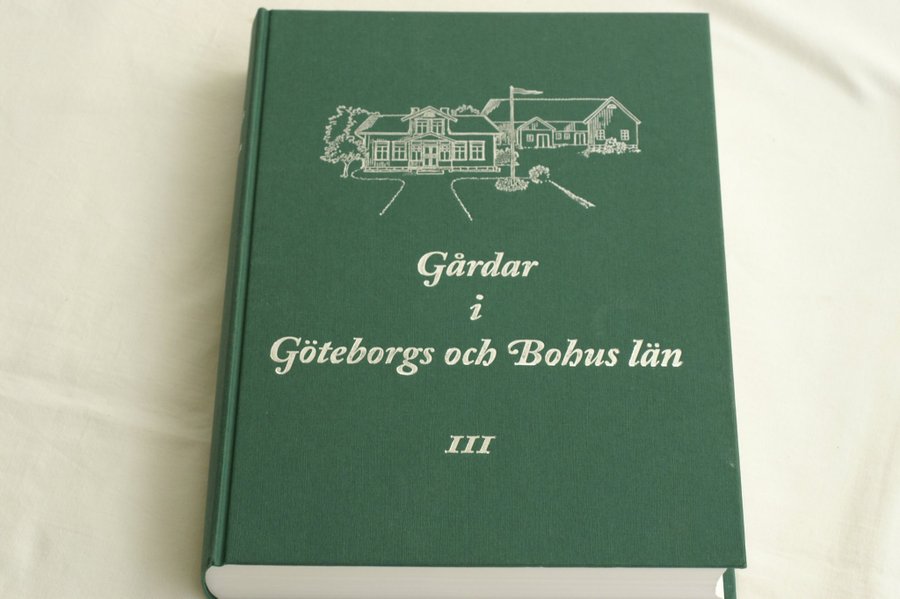 Gårdar
i
Göteborgs och Bohus län
III